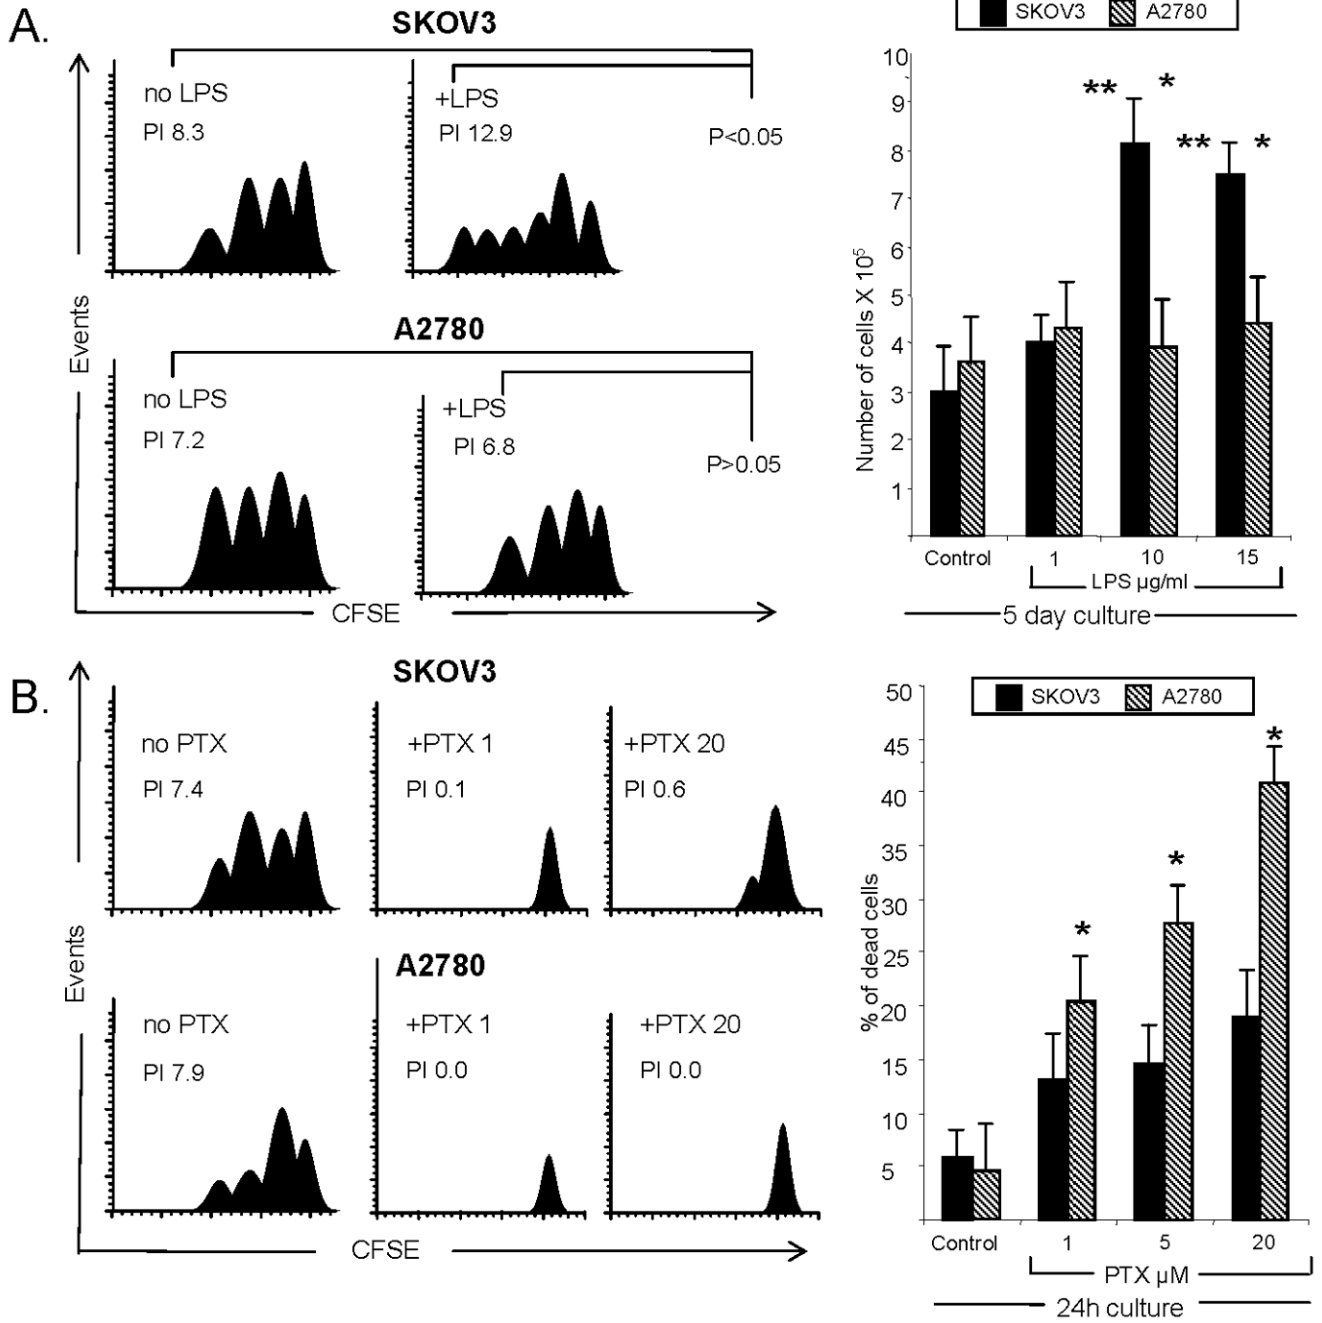 A.
SKOV3
no LPS
PI 8.3
+LPS
PI 12.9
P<0.05
A2780
no LPS
PI 7.2
+LPS
PI 6.8
P>0.05
Events
CFSE
SKOV3 A2780
** *
** *
10
9
8
7
6
5
4
3
2
1
Number of cells X 10⁵
Control 1 10 15
LPS µg/ml
5 day culture
B.
SKOV3
no PTX
PI 7.4
+PTX 1
PI 0.1
+PTX 20
PI 0.6
A2780
no PTX
PI 7.9
+PTX 1
PI 0.0
+PTX 20
PI 0.0
Events
CFSE
SKOV3 A2780
*
*
*
50
45
40
35
30
25
20
15
10
5
% of dead cells
Control 1 5 20
PTX µM
24h culture